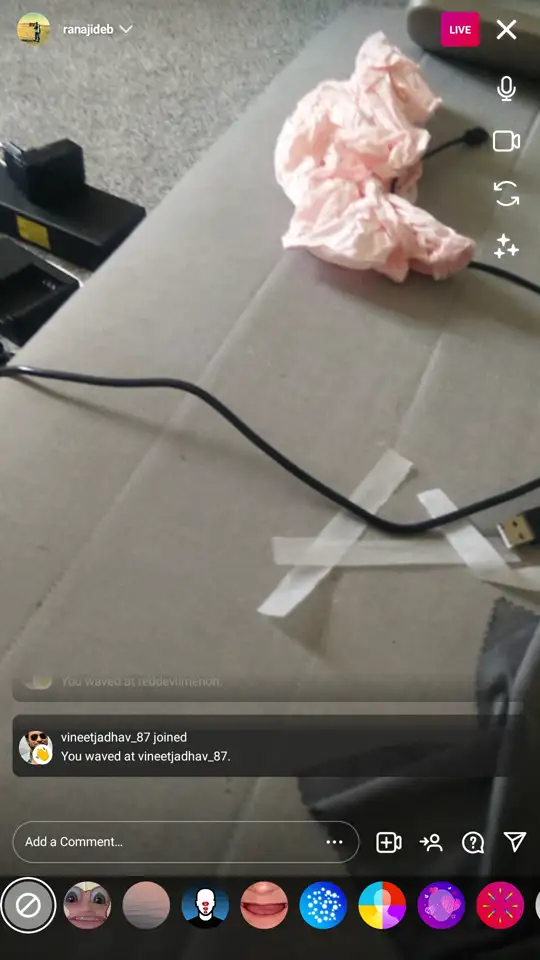 ranajideb
LIVE
You waved at reddevilmenon.
vineetjadhav_87 joined
You waved at vineetjadhav_87.
Add a Comment...